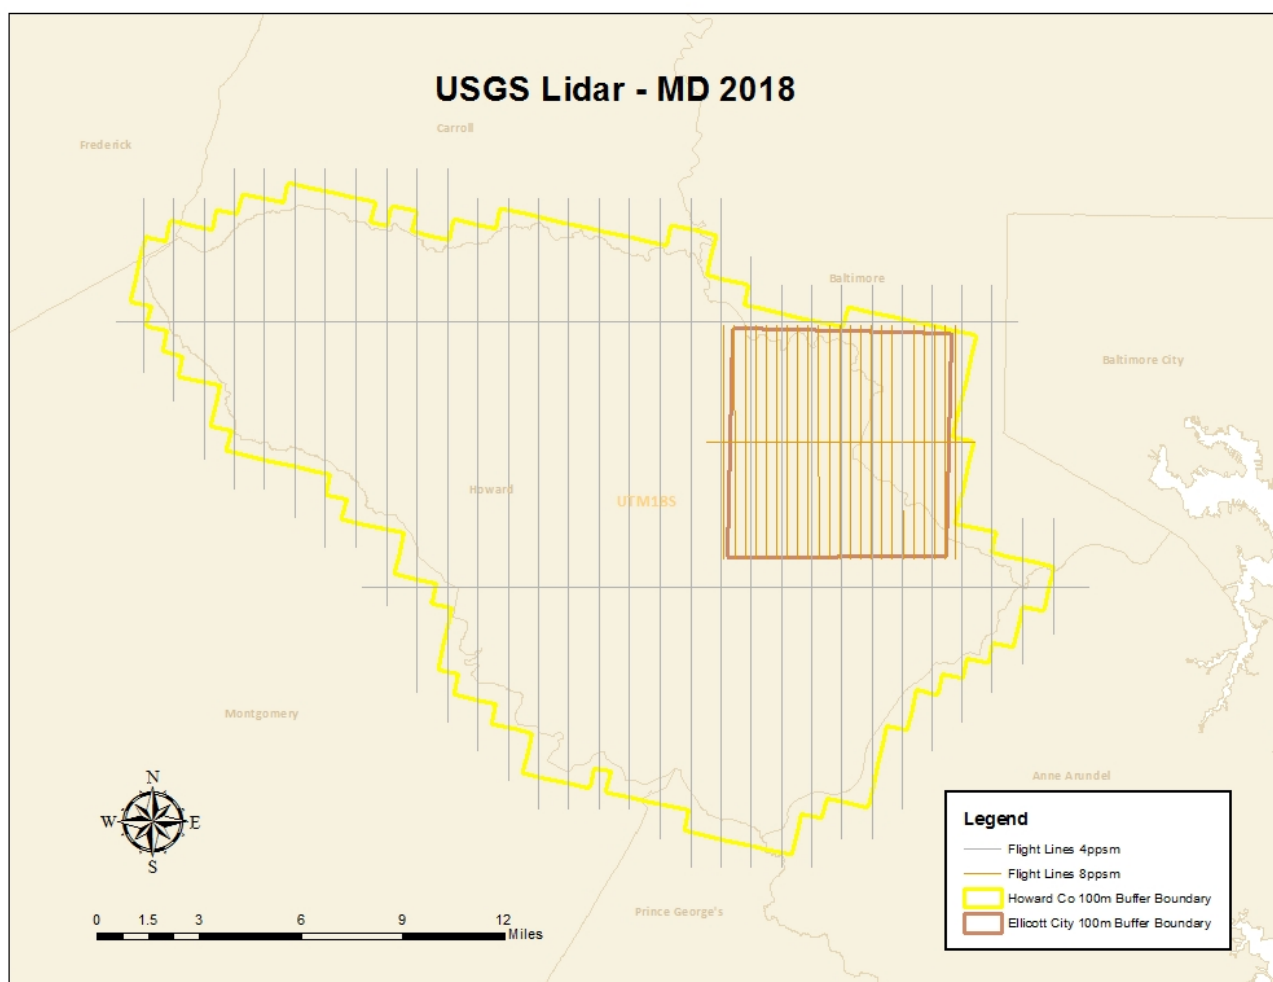 USGS Lidar - MD 2018
Carroll
Frederick
Baltimore
Baltimore City
Howard
UTM18S
Montgomery
Anne Arundel
Prince George's
N
W E
S
0 1.5 3 6 9 12
Miles
Legend
Flight Lines 4ppsm
Flight Lines 8ppsm
Howard Co 100m Buffer Boundary
Ellicott City 100m Buffer Boundary